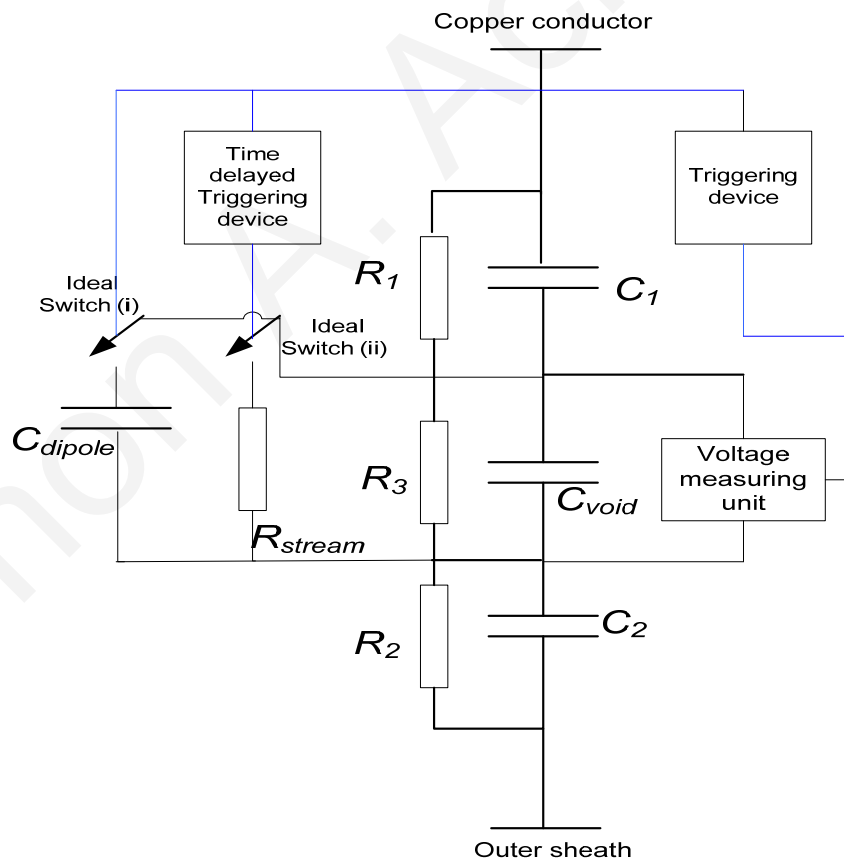 Copper conductor
Time
delayed
Triggering
device
Triggering
device
Ideal
Switch (i)
Ideal
Switch (ii)
R1
C1
Cdipole
Rstream
R3
Cvoid
Voltage
measuring
unit
R2
C2
Outer sheath